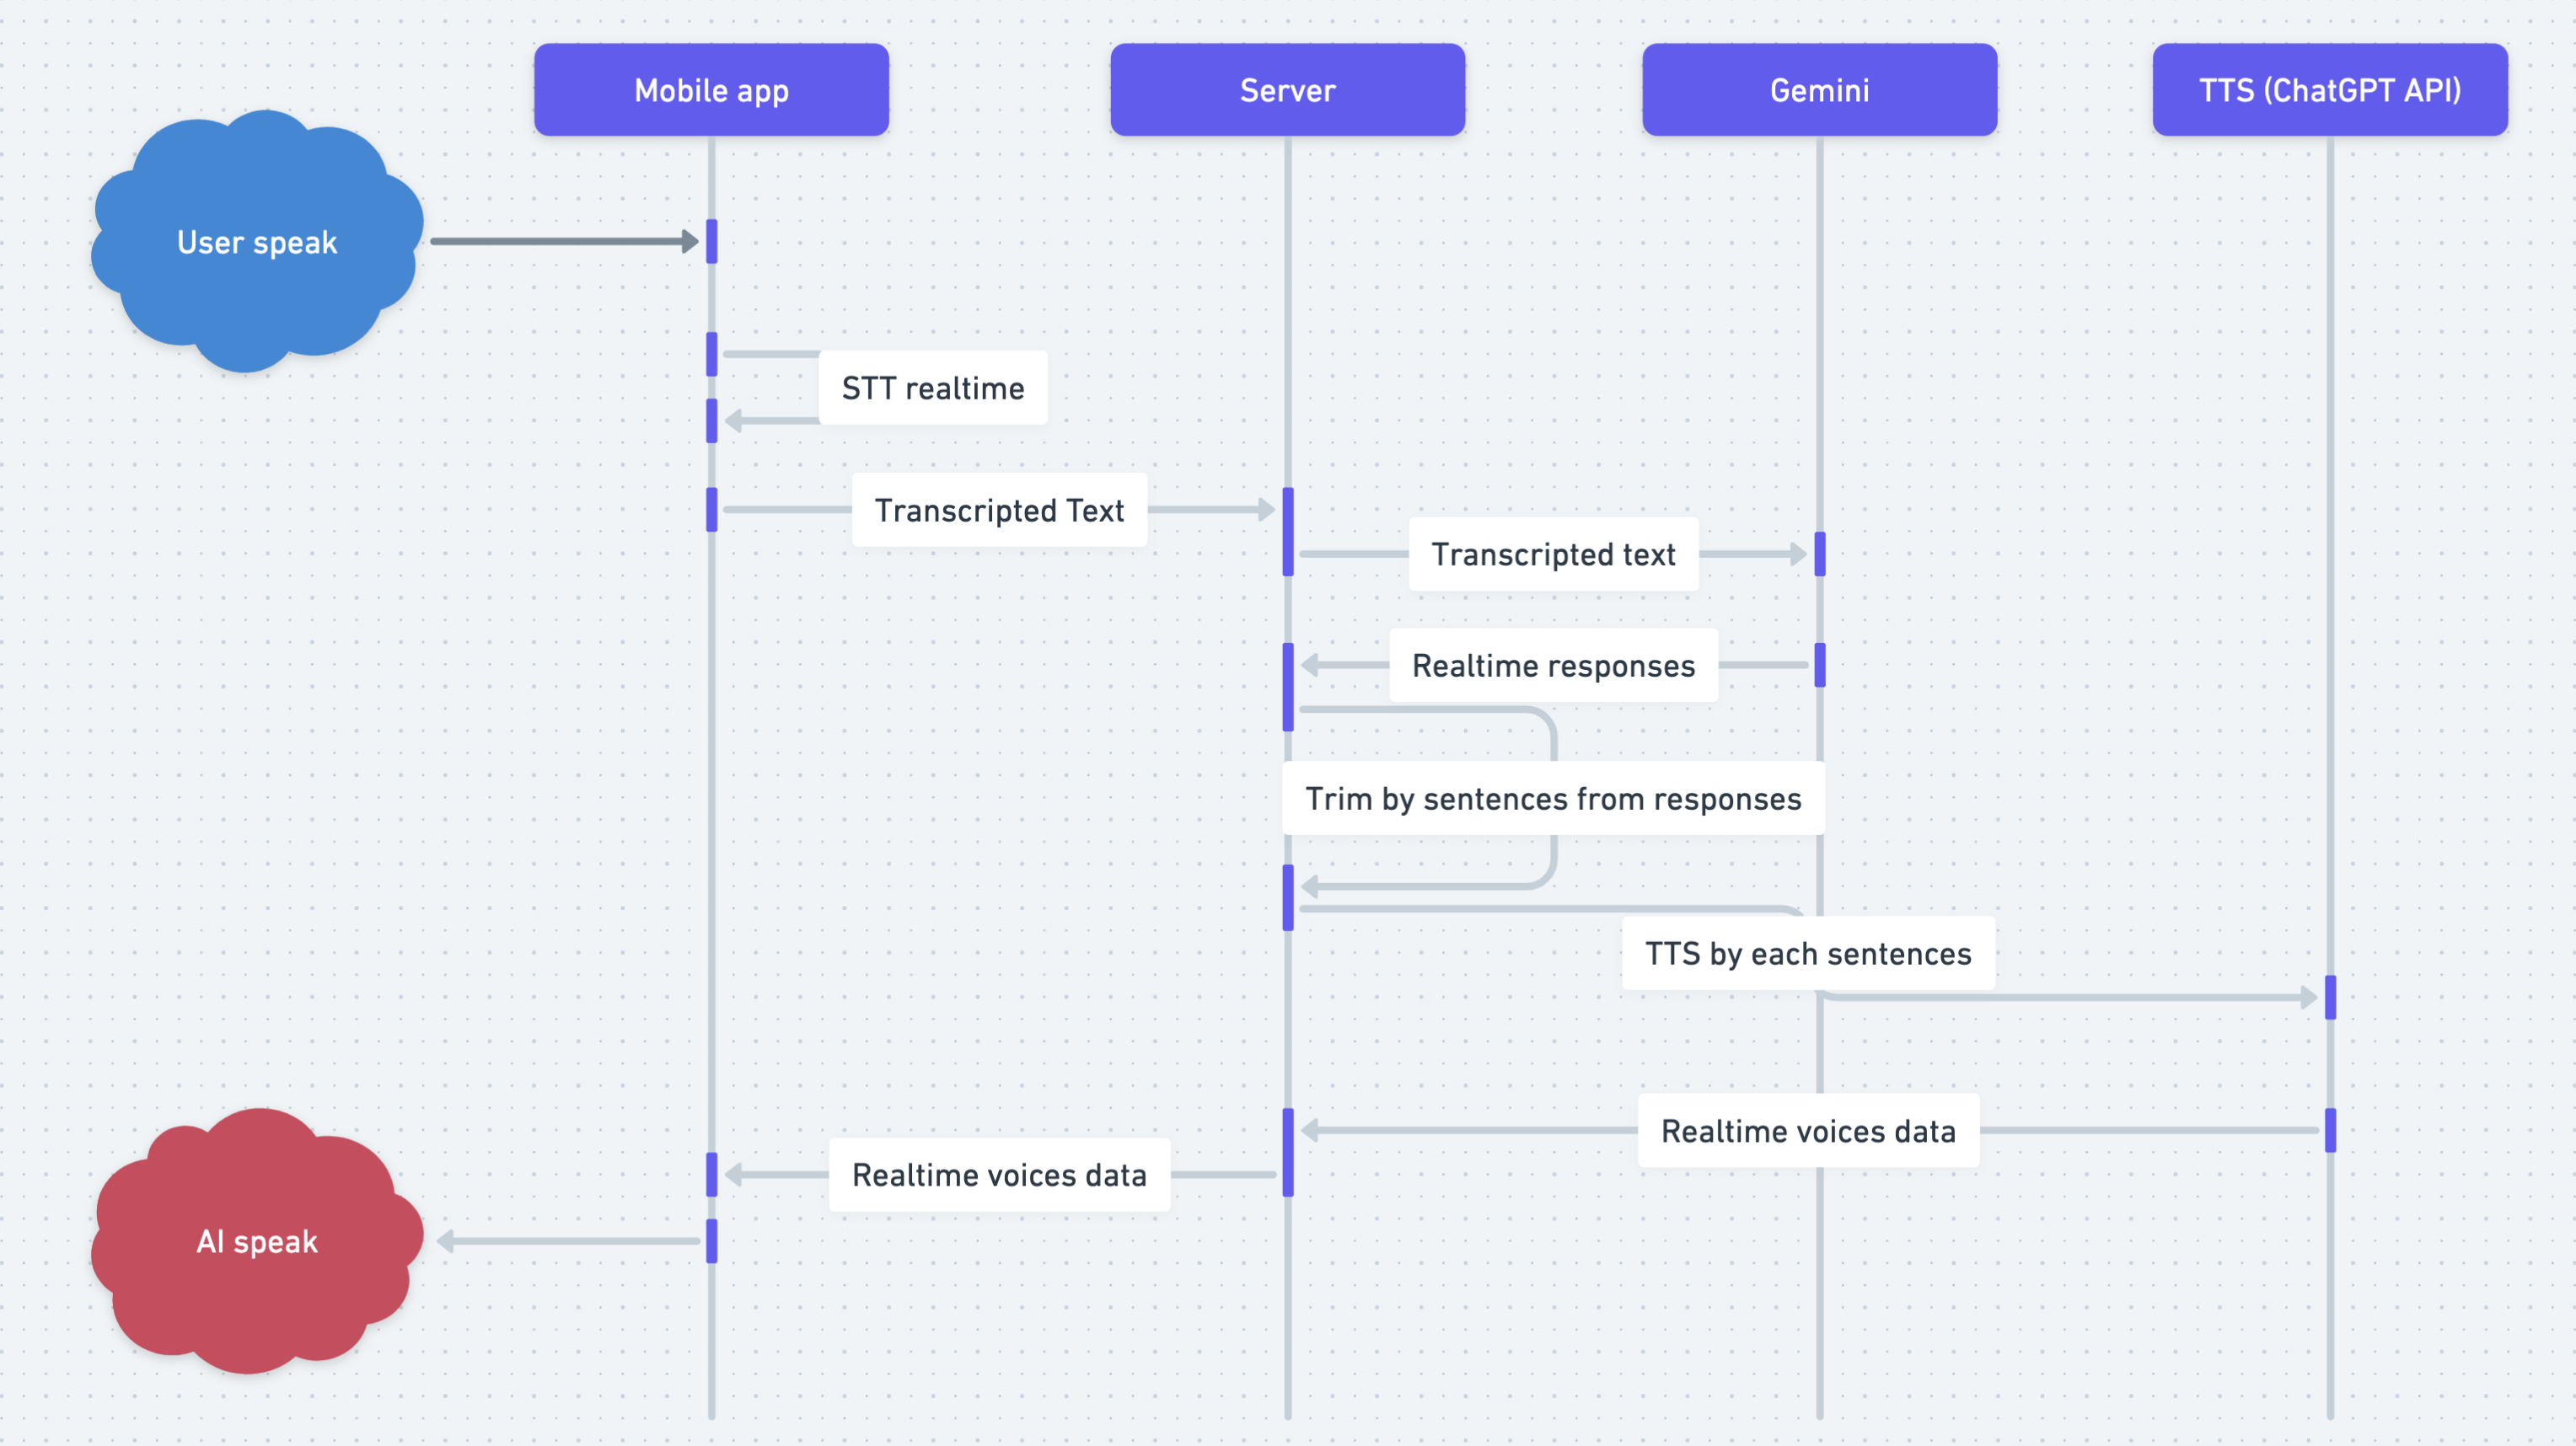 Mobile app
Server
Gemini
TTS (ChatGPT API)
User speak
STT realtime
Transcripted Text
Transcripted text
Realtime responses
Trim by sentences from responses
TTS by each sentences
Realtime voices data
Realtime voices data
AI speak